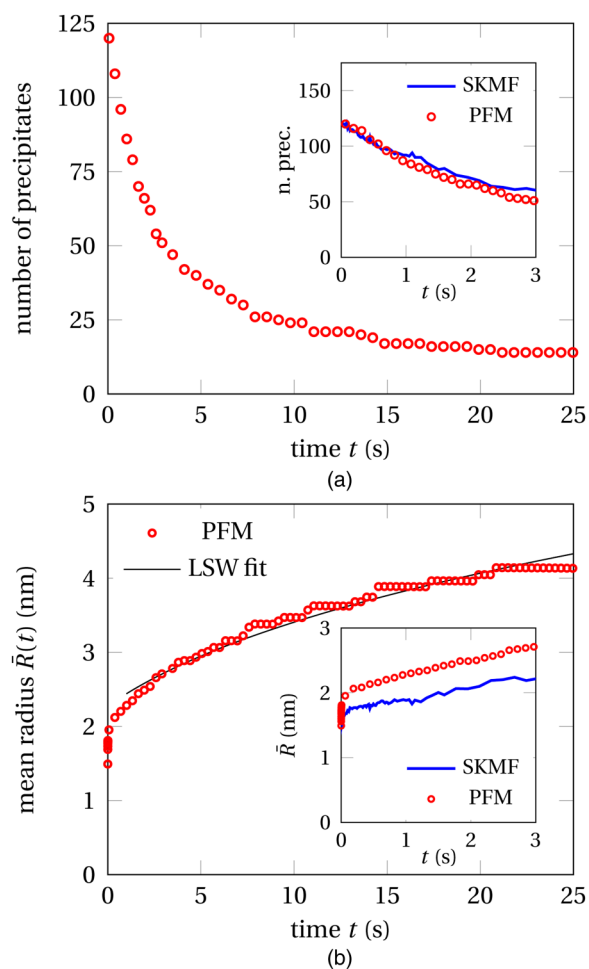 125
100
75
50
25
0
number of precipitates
0 5 10 15 20 25
time t (s)
150
100
50
0
n. prec.
SKMF
PFM
0 1 2 3
t (s)
(a)
5
4
3
2
1
0
mean radius R̄(t) (nm)
PFM
LSW fit
0 5 10 15 20 25
time t (s)
3
2
1
0
R̄ (nm)
SKMF
PFM
0 1 2 3
t (s)
(b)